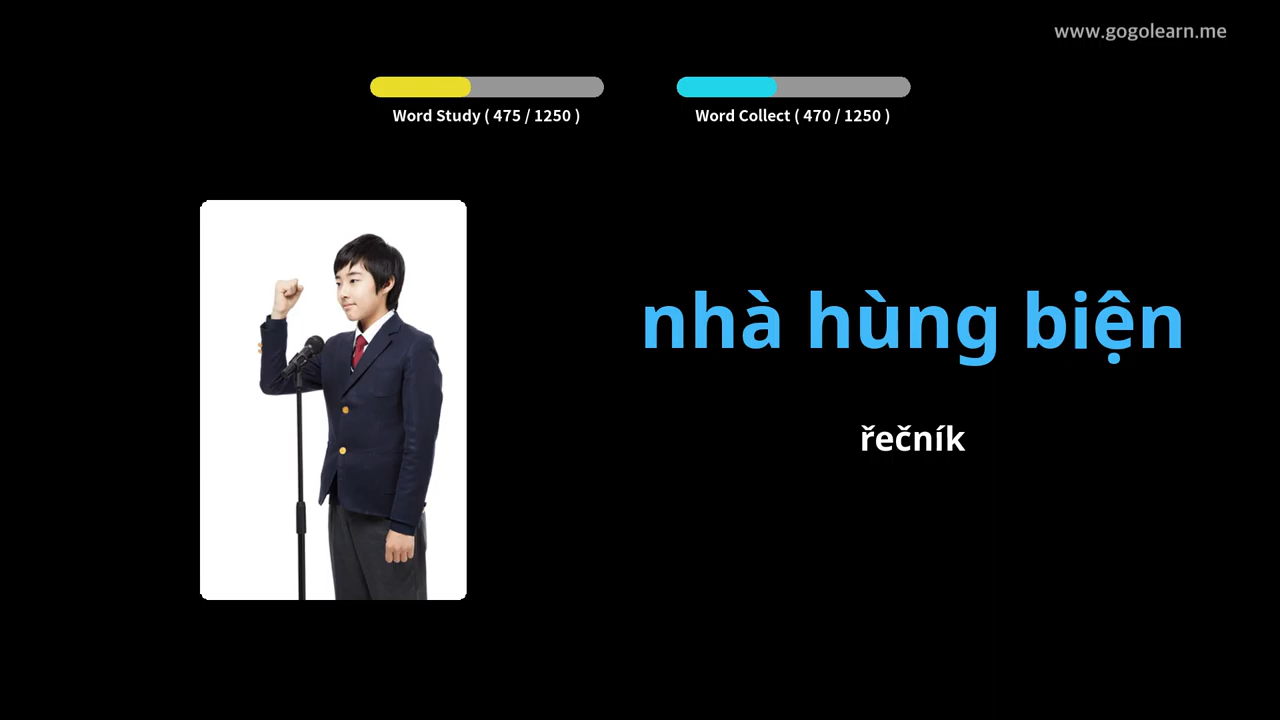 www.gogolearn.me
Word Study ( 475 / 1250 )
Word Collect ( 470 / 1250 )
nhà hùng biện
řečník